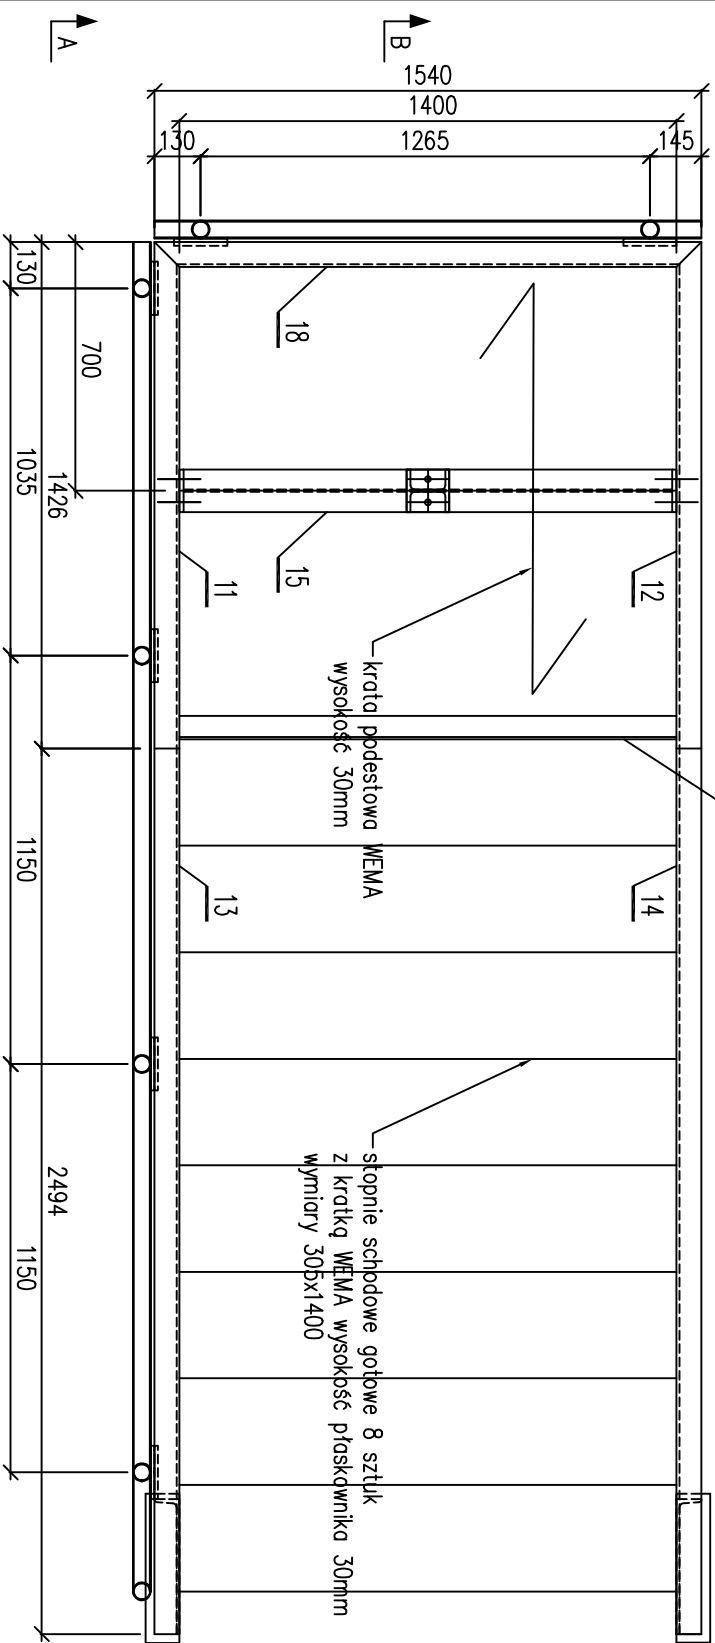 A
B
1540
1400
130
1265
145
130
1035
1150
1150
1426
2494
700
18
15
11
12
13
14
krata podestowa WEMA
wysokość 30mm
stopnie schodowe gotowe 8 sztuk
z kratką WEMA wysokość płaskownika 30mm
wymiary 305x1400